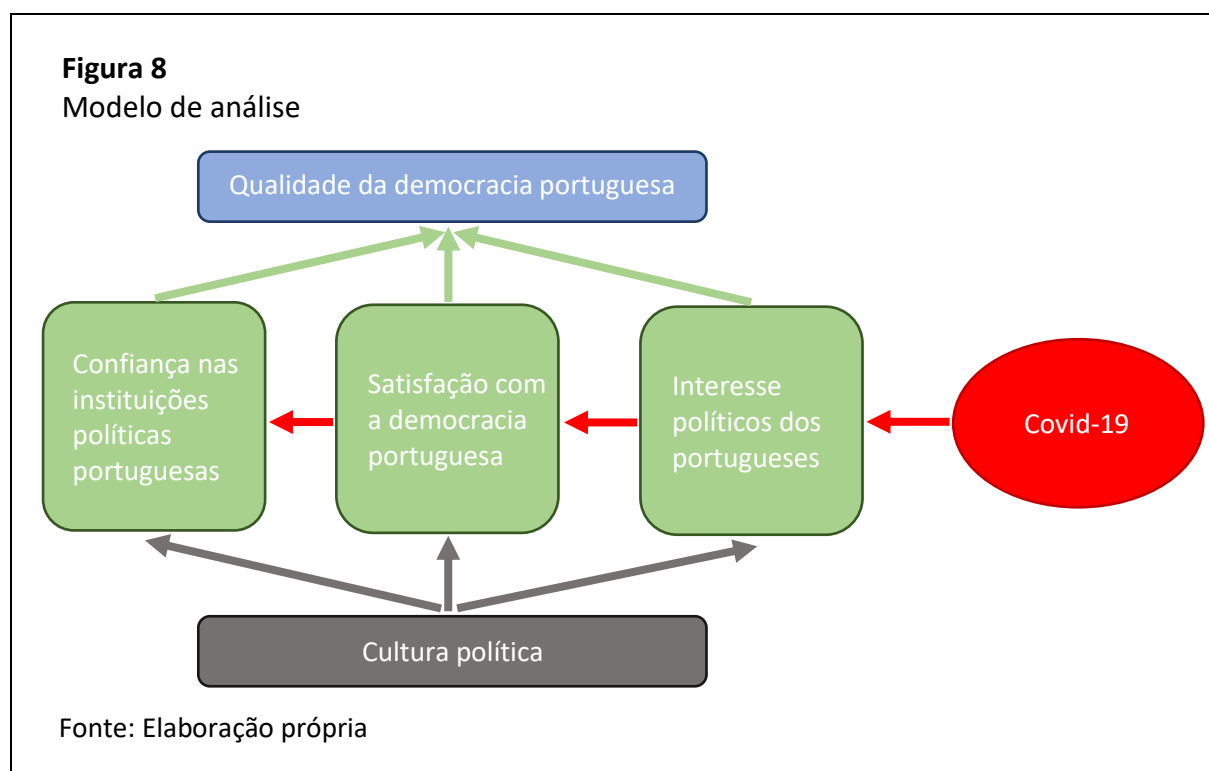 Figura 8
Modelo de análise
Qualidade da democracia portuguesa
Confiança nas
instituições
políticas
portuguesas
Satisfação com
a democracia
portuguesa
Interesse
políticos dos
portugueses
Covid-19
Cultura política
Fonte: Elaboração própria